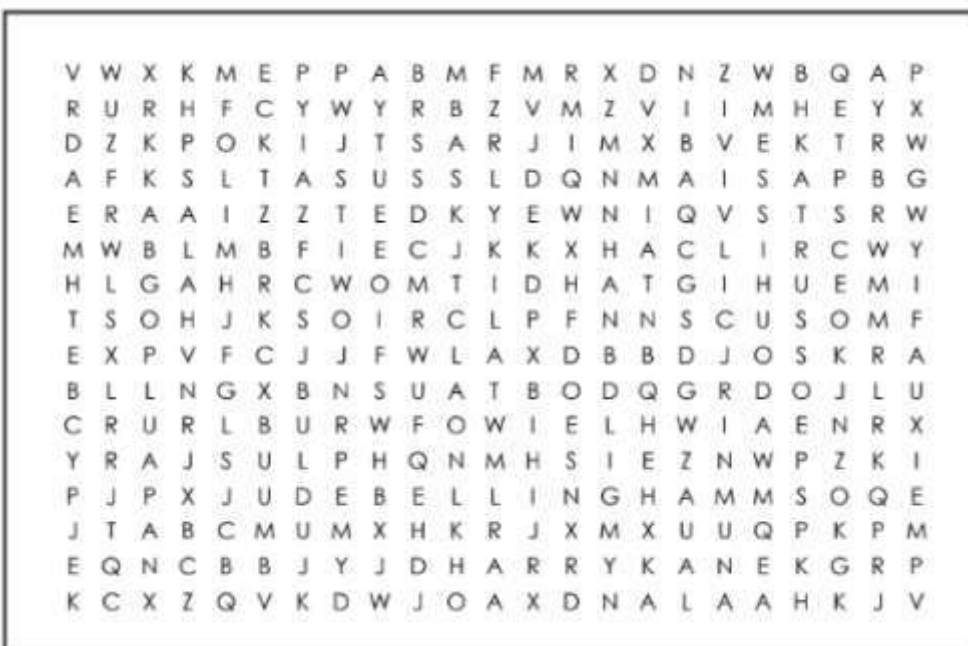 V W X K M E P P A B M F M R X D N Z W B Q A P
R U R H F C Y W Y R B Z V M Z V I I M H E Y X
D Z K P O K I J T S A R J I M X B V E K T R W
A F K S L T A S U S S L D Q N M A I S A P B G
E R A A I Z Z T E D K Y E W N I Q V S T S R W
M W B L M B F I E C J K K X H A C L I R C W Y
H L G A H R C W O M T I D H A T G I H U E M I
T S O H J K S O I R C L P F N N S C U S O M F
E X P V F C J J F W L A X D B B D J O S K R A
B L L N G X B N S U A T B O D Q G R D O J L U
C R U R L B U R W F O W I E L H W I A E N R X
Y R A J S U L P H Q N M H S I E Z N W P Z K I
P J P X J U D E B E L L I N G H A M M S O Q E
J T A B C M U M X H K R J X M X U U Q P K P M
E Q N C B B J Y J D H A R R Y K A N E K G R P
K C X Z Q V K D W J O A X D N A L A A H K J V